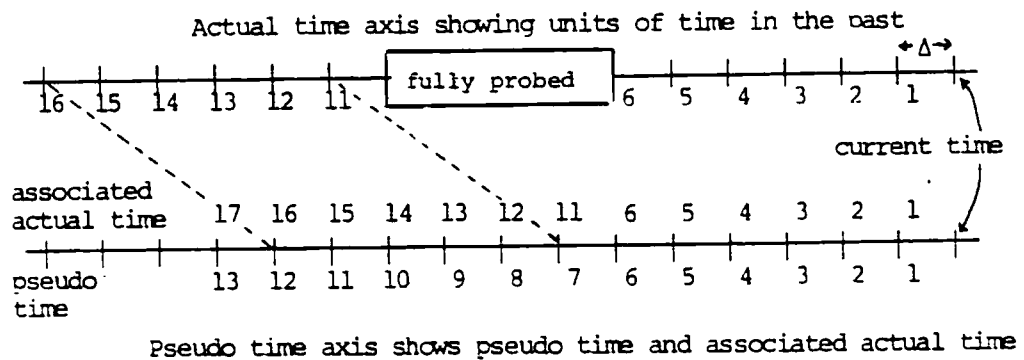 Actual time axis showing units of time in the past
←Δ→
fully probed
16 15 14 13 12 11 6 5 4 3 2 1
current time
associated
actual time 17 16 15 14 13 12 11 6 5 4 3 2 1
pseudo
time 13 12 11 10 9 8 7 6 5 4 3 2 1
Pseudo time axis shows pseudo time and associated actual time